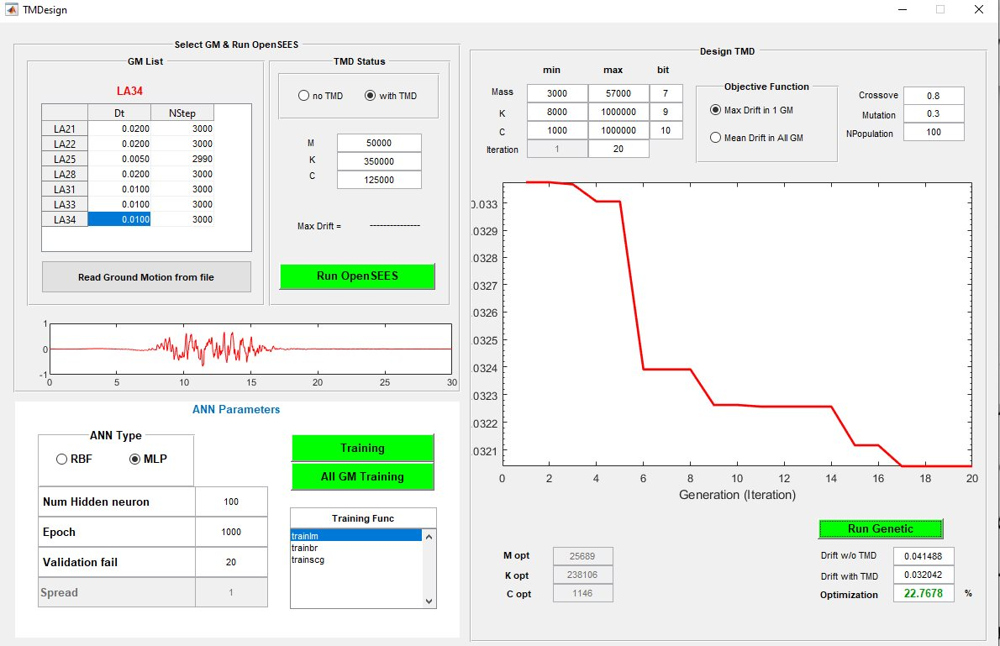 TMDesign
Select GM & Run OpenSEES
GM List
LA34
Dt NStep
LA21 0.0200 3000
LA22 0.0200 3000
LA25 0.0050 2990
LA28 0.0200 3000
LA31 0.0100 3000
LA33 0.0100 3000
LA34 0.0100 3000
Read Ground Motion from file
TMD Status
no TMD with TMD
M 50000
K 350000
C 125000
Max Drift = ---------------
Run OpenSEES
1
0
-1
0 5 10 15 20 25 30
ANN Parameters
ANN Type
RBF MLP
Num Hidden neuron 100
Epoch 1000
Validation fail 20
Spread 1
Training
All GM Training
Training Func
trainlm
trainbr
trainscg
Design TMD
min max bit
Mass 3000 57000 7
K 8000 1000000 9
C 1000 1000000 10
Iteration 1 20
Objective Function
Max Drift in 1 GM
Mean Drift in All GM
Crossove 0.8
Mutation 0.3
NPopulation 100
0.033
.0329
.0328
.0327
.0326
.0325
.0324
.0323
.0322
.0321
0 2 4 6 8 10 12 14 16 18 20
Generation (Iteration)
Run Genetic
M opt 25689
K opt 238106
C opt 1146
Drift w/o TMD 0.041488
Drift with TMD 0.032042
Optimization 22.7678 %